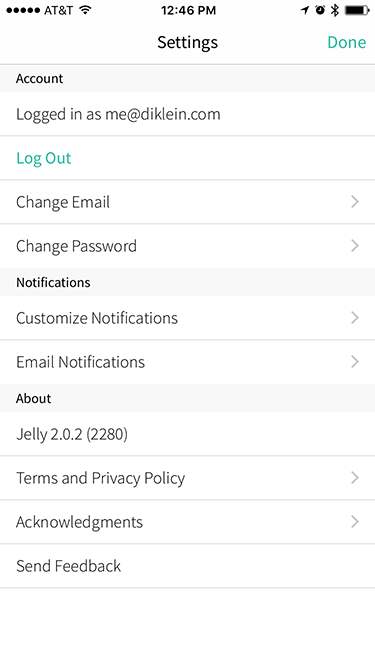 AT&T 12:46 PM
Settings Done
Account
Logged in as me@diklein.com
Log Out
Change Email
Change Password
Notifications
Customize Notifications
Email Notifications
About
Jelly 2.0.2 (2280)
Terms and Privacy Policy
Acknowledgments
Send Feedback